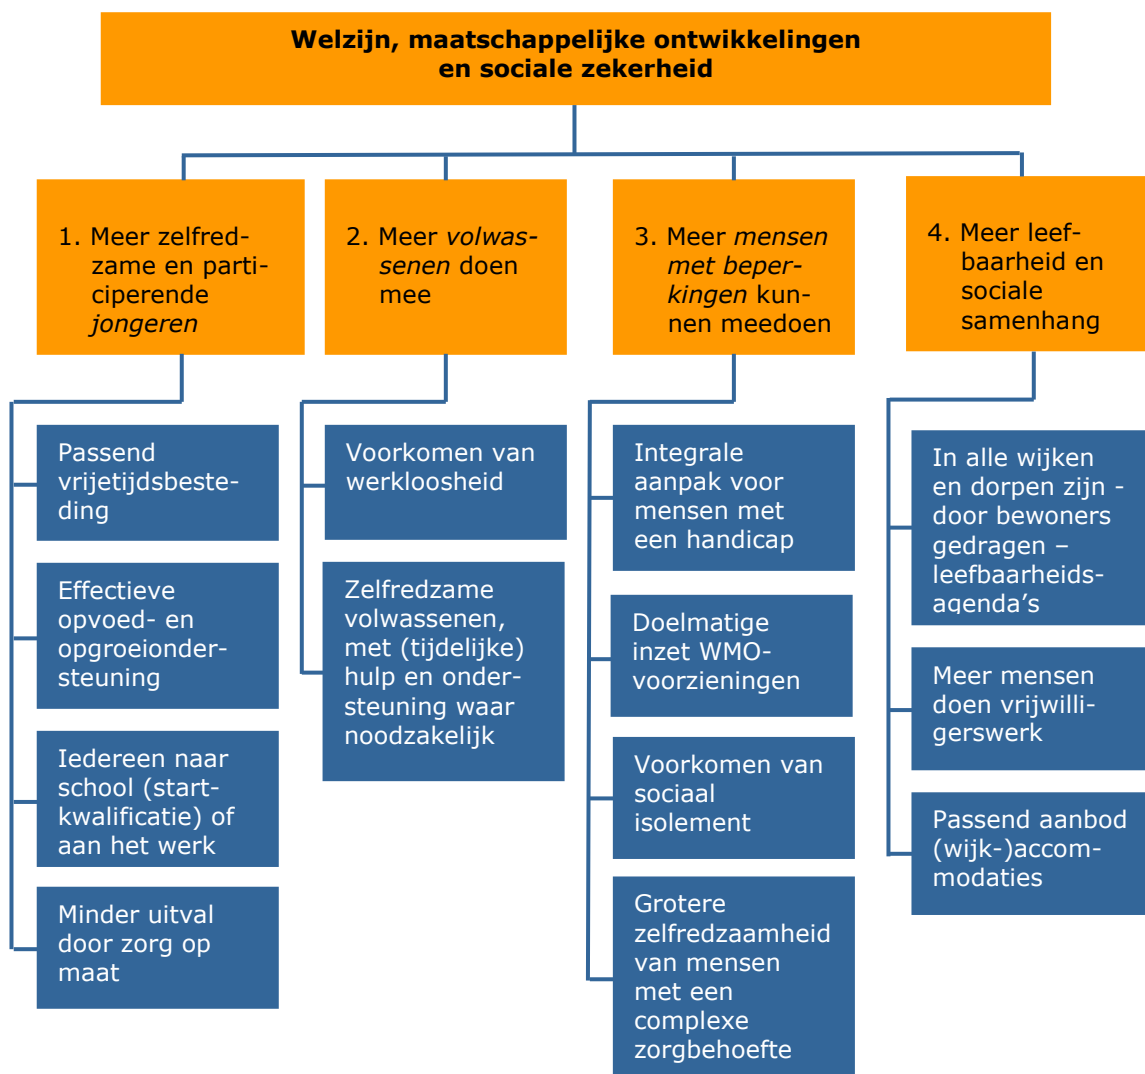 Welzijn, maatschappelijke ontwikkelingen
en sociale zekerheid
1. Meer zelfred-
zame en parti-
ciperende
jongeren
Passend
vrijetijdsbeste-
ding
Effectieve
opvoed- en
opgroeionder-
steuning
Iedereen naar
school (start-
kwalificatie) of
aan het werk
Minder uitval
door zorg op
maat
2. Meer volwas-
senen doen
mee
Voorkomen van
werkloosheid
Zelfredzame
volwassenen,
met (tijdelijke)
hulp en onder-
steuning waar
noodzakelijk
3. Meer mensen
met beper-
kingen kun-
nen meedoen
Integrale
aanpak voor
mensen met
een handicap
Doelmatige
inzet WMO-
voorzieningen
Voorkomen van
sociaal
isolement
Grotere
zelfredzaamheid
van mensen
met een
complexe
zorgbehoefte
4. Meer leef-
baarheid en
sociale
samenhang
In alle wijken
en dorpen zijn -
door bewoners
gedragen –
leefbaarheids-
agenda’s
Meer mensen
doen vrijwilli-
gerswerk
Passend aanbod
(wijk-)accom-
modaties